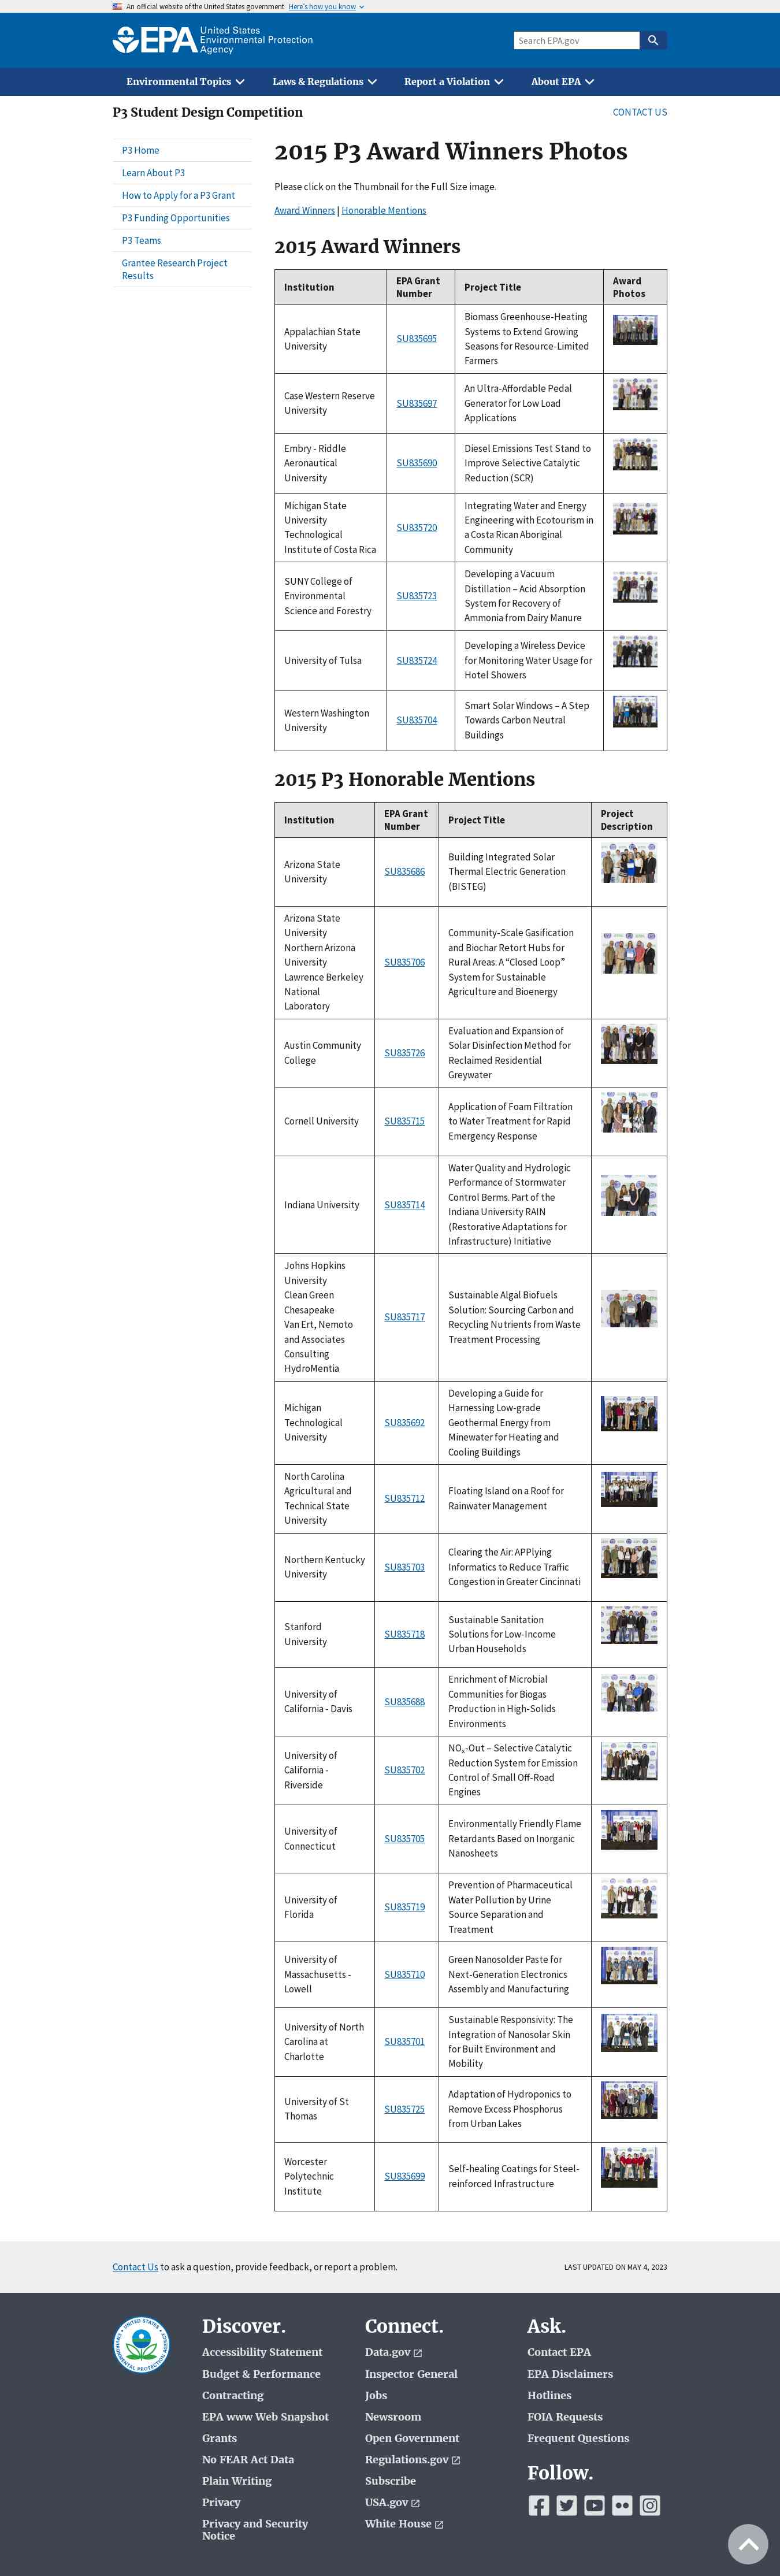 An official website of the United States government Here's how you know
EPA United States
Environmental Protection
Agency
Search EPA.gov
Environmental Topics
Laws & Regulations
Report a Violation
About EPA
P3 Student Design Competition
CONTACT US
P3 Home
Learn About P3
How to Apply for a P3 Grant
P3 Funding Opportunities
P3 Teams
Grantee Research Project
Results
2015 P3 Award Winners Photos
Please click on the Thumbnail for the Full Size image.
Award Winners | Honorable Mentions
2015 Award Winners
Institution
EPA Grant
Number
Project Title
Award
Photos
Appalachian State
University
SU835695
Biomass Greenhouse-Heating
Systems to Extend Growing
Seasons for Resource-Limited
Farmers
Case Western Reserve
University
SU835697
An Ultra-Affordable Pedal
Generator for Low Load
Applications
Embry - Riddle
Aeronautical
University
SU835690
Diesel Emissions Test Stand to
Improve Selective Catalytic
Reduction (SCR)
Michigan State
University
Technological
Institute of Costa Rica
SU835720
Integrating Water and Energy
Engineering with Ecotourism in
a Costa Rican Aboriginal
Community
SUNY College of
Environmental
Science and Forestry
SU835723
Developing a Vacuum
Distillation – Acid Absorption
System for Recovery of
Ammonia from Dairy Manure
University of Tulsa
SU835724
Developing a Wireless Device
for Monitoring Water Usage for
Hotel Showers
Western Washington
University
SU835704
Smart Solar Windows – A Step
Towards Carbon Neutral
Buildings
2015 P3 Honorable Mentions
Institution
EPA Grant
Number
Project Title
Project
Description
Arizona State
University
SU835686
Building Integrated Solar
Thermal Electric Generation
(BISTEG)
Arizona State
University
Northern Arizona
University
Lawrence Berkeley
National
Laboratory
SU835706
Community-Scale Gasification
and Biochar Retort Hubs for
Rural Areas: A “Closed Loop”
System for Sustainable
Agriculture and Bioenergy
Austin Community
College
SU835726
Evaluation and Expansion of
Solar Disinfection Method for
Reclaimed Residential
Greywater
Cornell University
SU835715
Application of Foam Filtration
to Water Treatment for Rapid
Emergency Response
Indiana University
SU835714
Water Quality and Hydrologic
Performance of Stormwater
Control Berms. Part of the
Indiana University RAIN
(Restorative Adaptations for
Infrastructure) Initiative
Johns Hopkins
University
Clean Green
Chesapeake
Van Ert, Nemoto
and Associates
Consulting
HydroMentia
SU835717
Sustainable Algal Biofuels
Solution: Sourcing Carbon and
Recycling Nutrients from Waste
Treatment Processing
Michigan
Technological
University
SU835692
Developing a Guide for
Harnessing Low-grade
Geothermal Energy from
Minewater for Heating and
Cooling Buildings
North Carolina
Agricultural and
Technical State
University
SU835712
Floating Island on a Roof for
Rainwater Management
Northern Kentucky
University
SU835703
Clearing the Air: APPlying
Informatics to Reduce Traffic
Congestion in Greater Cincinnati
Stanford
University
SU835718
Sustainable Sanitation
Solutions for Low-Income
Urban Households
University of
California - Davis
SU835688
Enrichment of Microbial
Communities for Biogas
Production in High-Solids
Environments
University of
California -
Riverside
SU835702
NOx-Out – Selective Catalytic
Reduction System for Emission
Control of Small Off-Road
Engines
University of
Connecticut
SU835705
Environmentally Friendly Flame
Retardants Based on Inorganic
Nanosheets
University of
Florida
SU835719
Prevention of Pharmaceutical
Water Pollution by Urine
Source Separation and
Treatment
University of
Massachusetts -
Lowell
SU835710
Green Nanosolder Paste for
Next-Generation Electronics
Assembly and Manufacturing
University of North
Carolina at
Charlotte
SU835701
Sustainable Responsivity: The
Integration of Nanosolar Skin
for Built Environment and
Mobility
University of St
Thomas
SU835725
Adaptation of Hydroponics to
Remove Excess Phosphorus
from Urban Lakes
Worcester
Polytechnic
Institute
SU835699
Self-healing Coatings for Steel-
reinforced Infrastructure
Contact Us to ask a question, provide feedback, or report a problem.
LAST UPDATED ON MAY 4, 2023
Discover.
Accessibility Statement
Budget & Performance
Contracting
EPA www Web Snapshot
Grants
No FEAR Act Data
Plain Writing
Privacy
Privacy and Security
Notice
Connect.
Data.gov
Inspector General
Jobs
Newsroom
Open Government
Regulations.gov
Subscribe
USA.gov
White House
Ask.
Contact EPA
EPA Disclaimers
Hotlines
FOIA Requests
Frequent Questions
Follow.